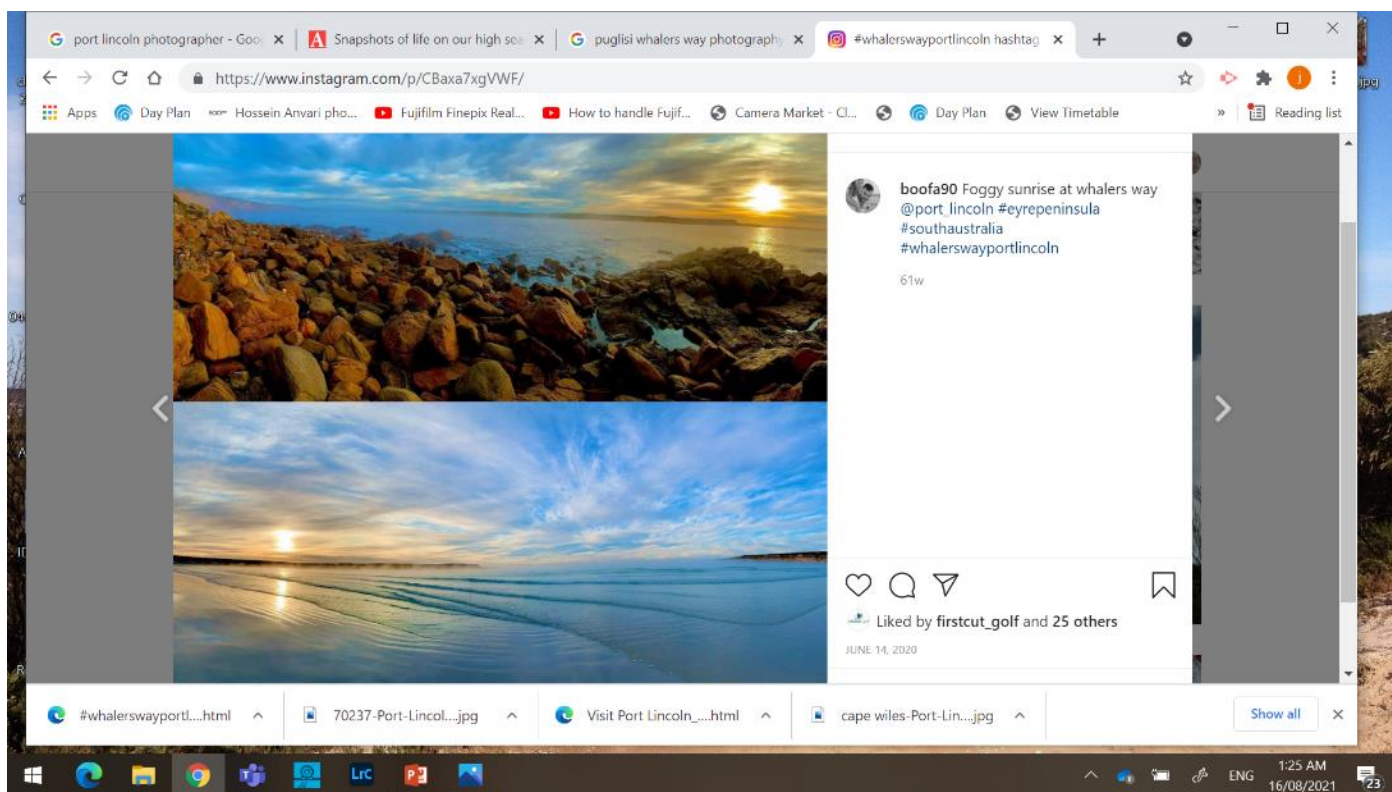 port lincoln photographer - Goo
Snapshots of life on our high sea
puglisi whalers way photography
#whalerswayportlincoln hashtag
https://www.instagram.com/p/CBaxa7xgVWF/
j
Apps
Day Plan
Hossein Anvari pho...
Fujifilm Finepix Real...
How to handle Fujif...
Camera Market - Cl...
Day Plan
View Timetable
»
Reading list
.jpg
boofa90 Foggy sunrise at whalers way
@port_lincoln #eyrepeninsula
#southaustralia
#whalerswayportlincoln
61w
Liked by firstcut_golf and 25 others
JUNE 14, 2020
#whalerswayportl....html
70237-Port-Lincol....jpg
Visit Port Lincoln_....html
cape wiles-Port-Lin....jpg
Show all
LrC
ENG
1:25 AM
16/08/2021
23